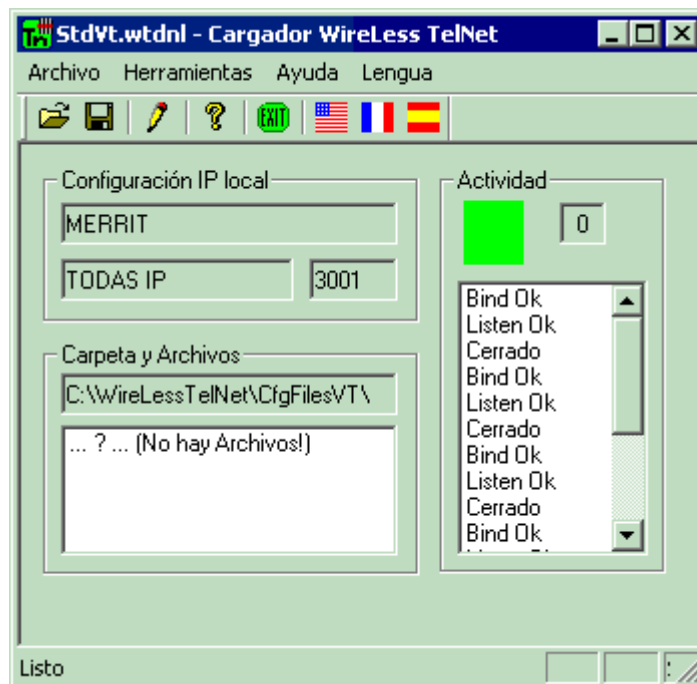 StdVt.wtdnl - Cargador WireLess TelNet
Archivo Herramientas Ayuda Lengua
EXIT
Configuración IP local
MERRIT
TODAS IP 3001
Carpeta y Archivos
C:\WireLessTelNet\CfgFilesVT\
... ? ... (No hay Archivos!)
Actividad
0
Bind Ok
Listen Ok
Cerrado
Bind Ok
Listen Ok
Cerrado
Bind Ok
Listen Ok
Cerrado
Bind Ok
Listo